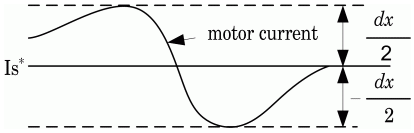 motor current
dx
2
Is*
dx
- 2